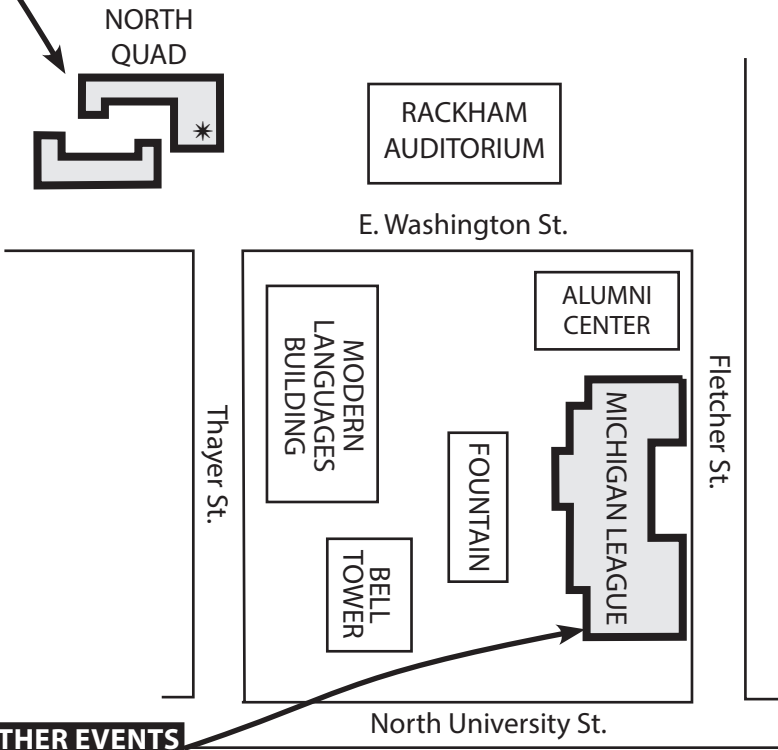 NORTH
QUAD
RACKHAM
AUDITORIUM
E. Washington St.
ALUMNI
CENTER
MODERN
LANGUAGES
BUILDING
Thayer St.
Fletcher St.
MICHIGAN LEAGUE
FOUNTAIN
BELL
TOWER
North University St.
THER EVENTS